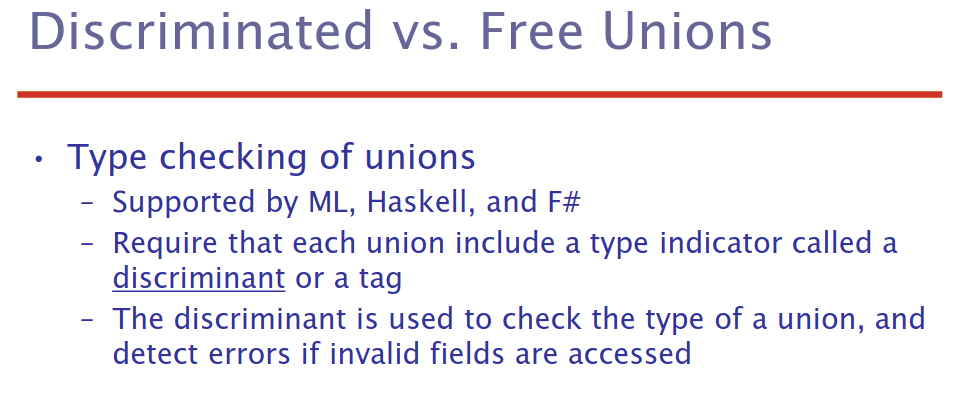 Discriminated vs. Free Unions
• Type checking of unions
– Supported by ML, Haskell, and F#
– Require that each union include a type indicator called a
discriminant or a tag
– The discriminant is used to check the type of a union, and
detect errors if invalid fields are accessed